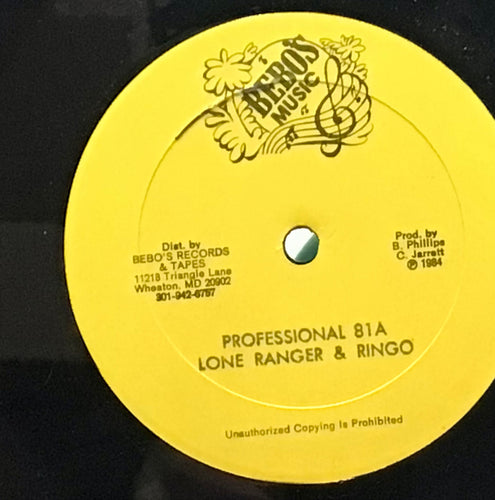 BEBO'S
MUSIC
Dist. by
BEBO'S RECORDS
& TAPES
11218 Triangle Lane
Wheaton, MD 20902
301-942-6757
Prod. by
B. Phillips
C. Jarrett
℗ 1984
PROFESSIONAL 81A
LONE RANGER & RINGO
Unauthorized Copying Is Prohibited